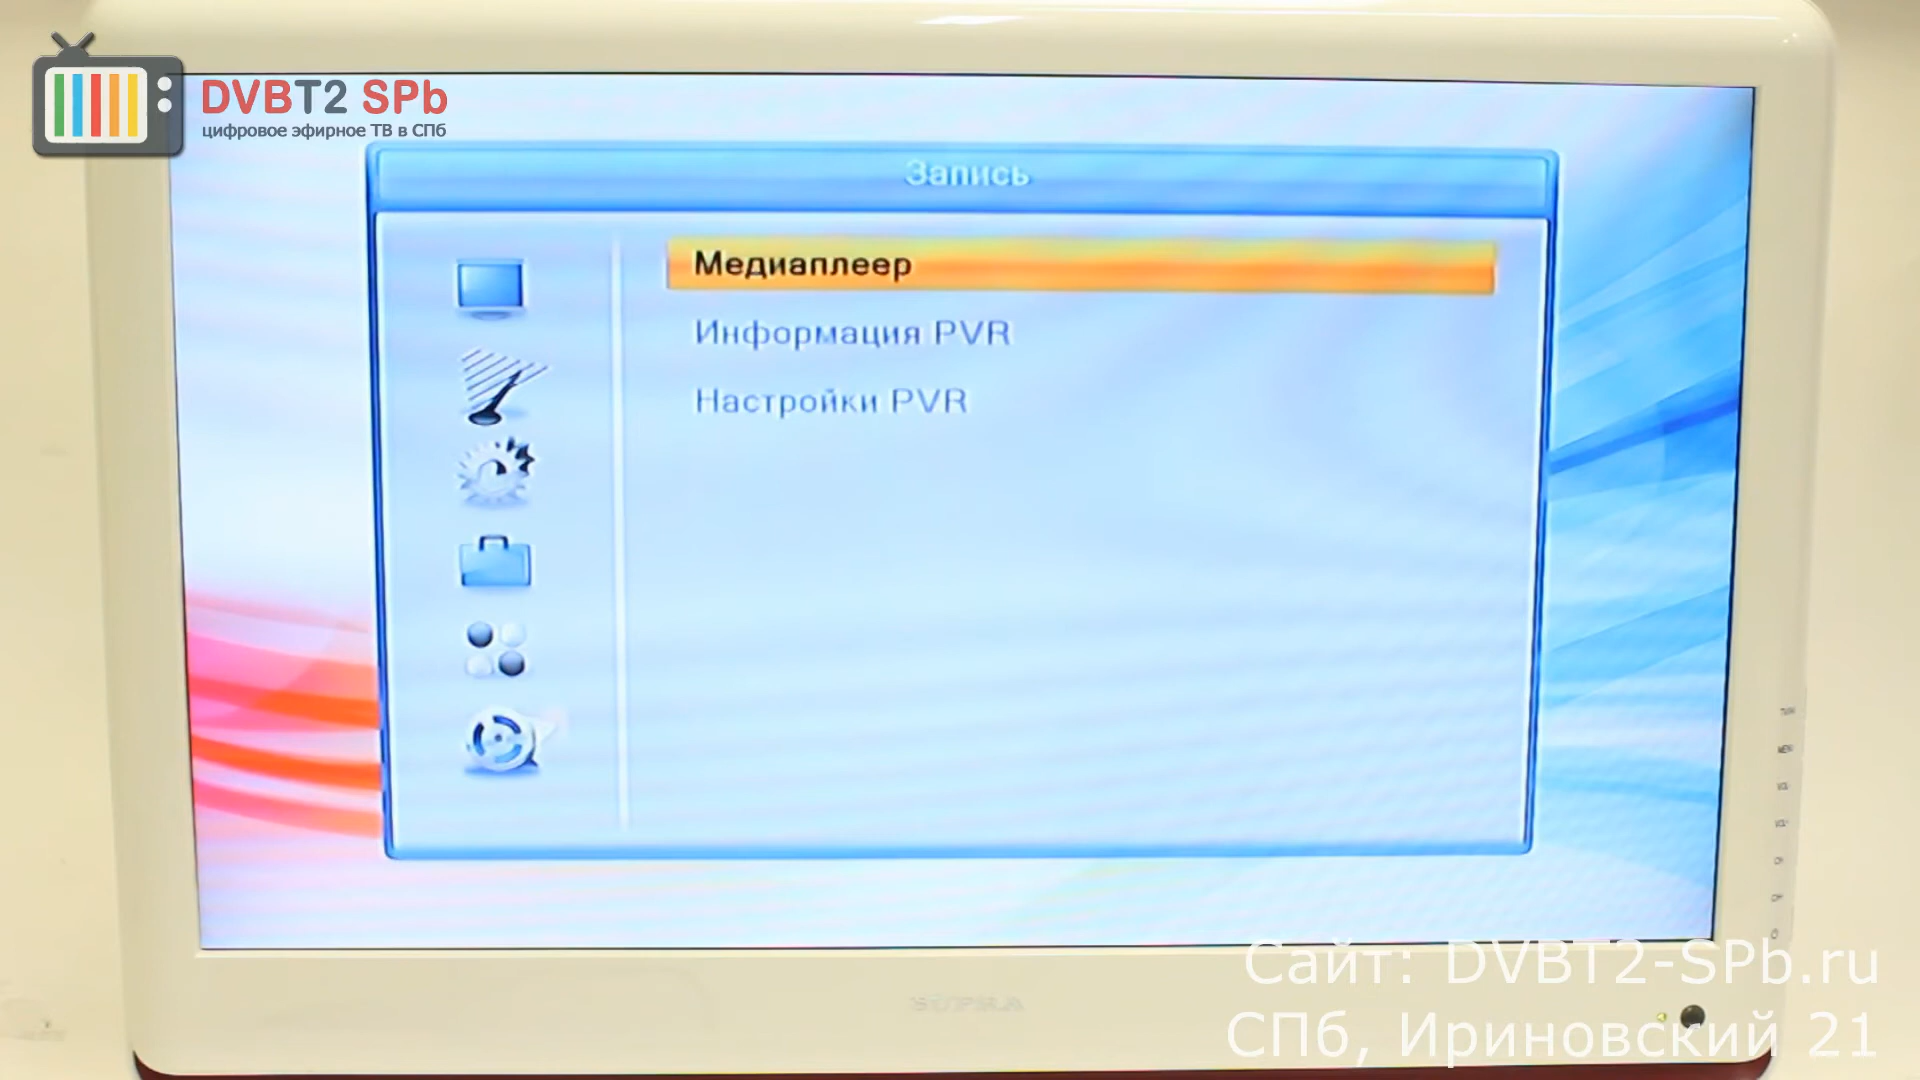 DVBT2 SPb
цифровое эфирное ТВ в СПб
Запись
Медиаплеер
Информация PVR
Настройки PVR
MENU
SUPRA
Сайт: DVBT2-SPb.ru
СПб, Ириновский 21